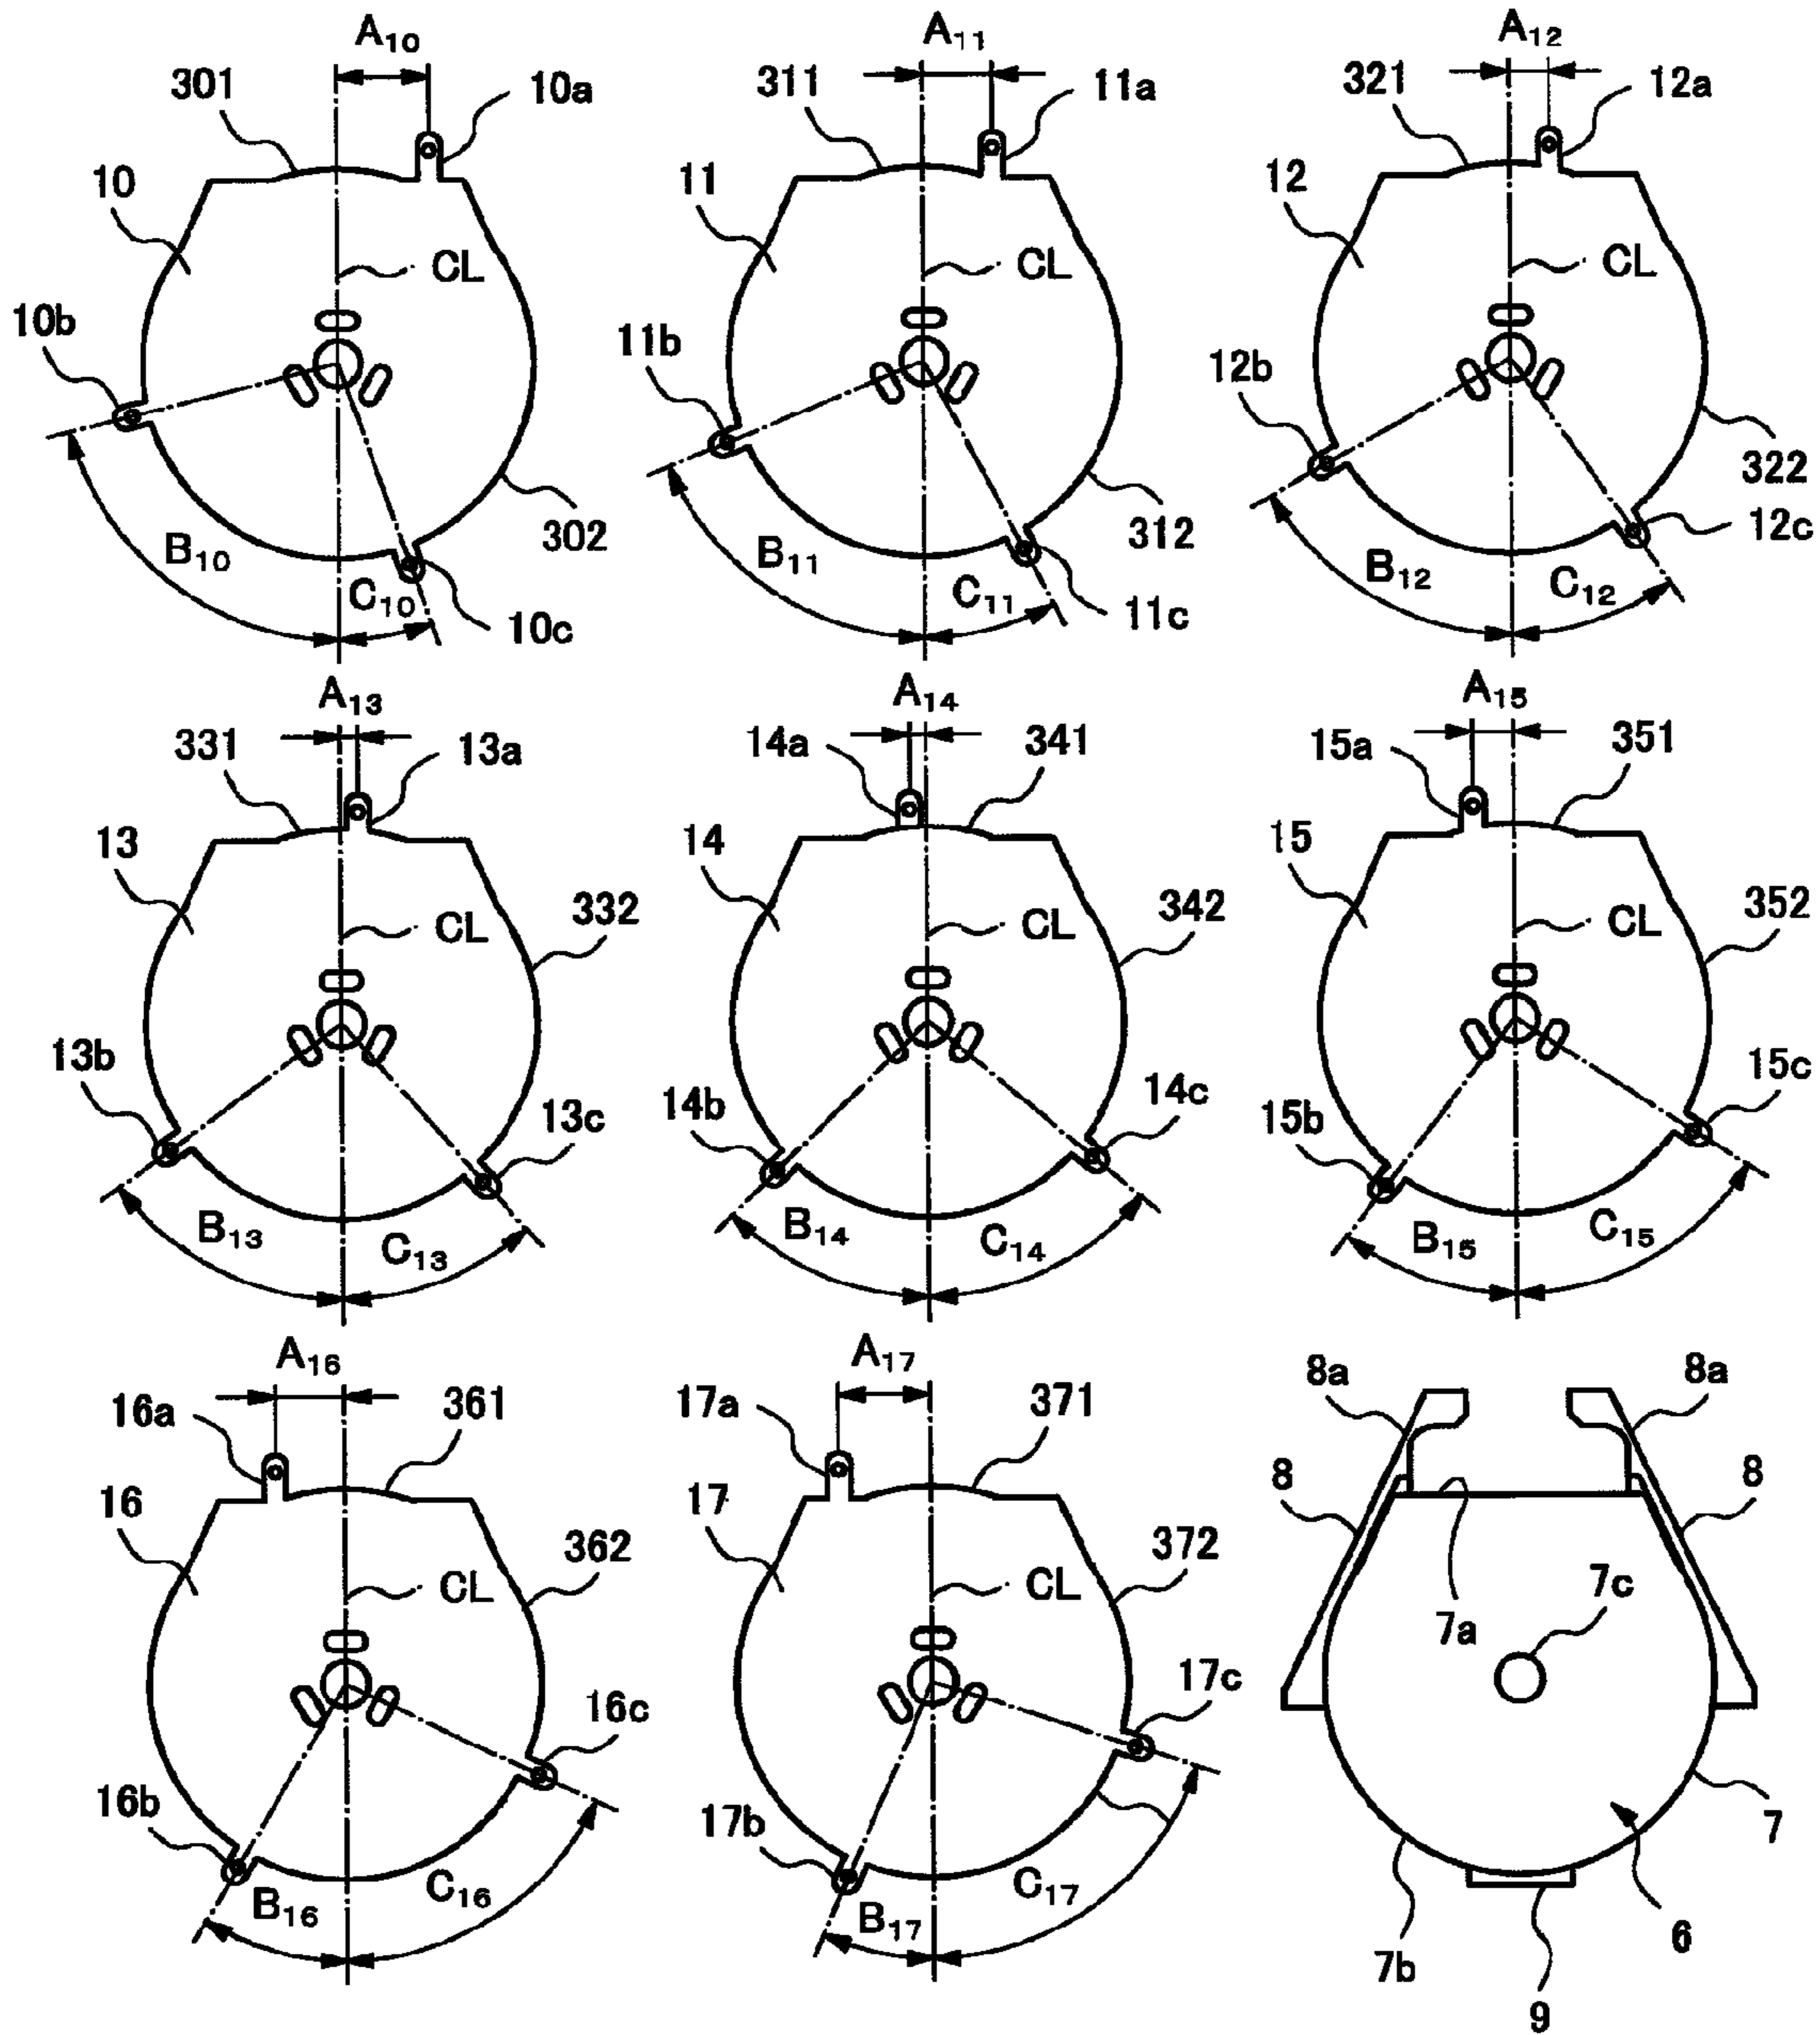 A10
301
10a
10
CL
10b
302
B10
C10
10c
A11
311
11a
11
CL
11b
312
B11
C11
11c
A12
321
12a
12
CL
12b
322
B12
C12
12c
A13
331
13a
13
332
CL
13b
13c
B13
C13
A14
14a
341
14
342
CL
14b
14c
B14
C14
A15
15a
351
15
352
CL
15b
15c
B15
C15
A16
16a
361
16
362
CL
16b
16c
B16
C16
A17
17a
371
17
372
CL
17b
17c
B17
C17
8a
8a
8
8
7a
7c
7
7b
6
9